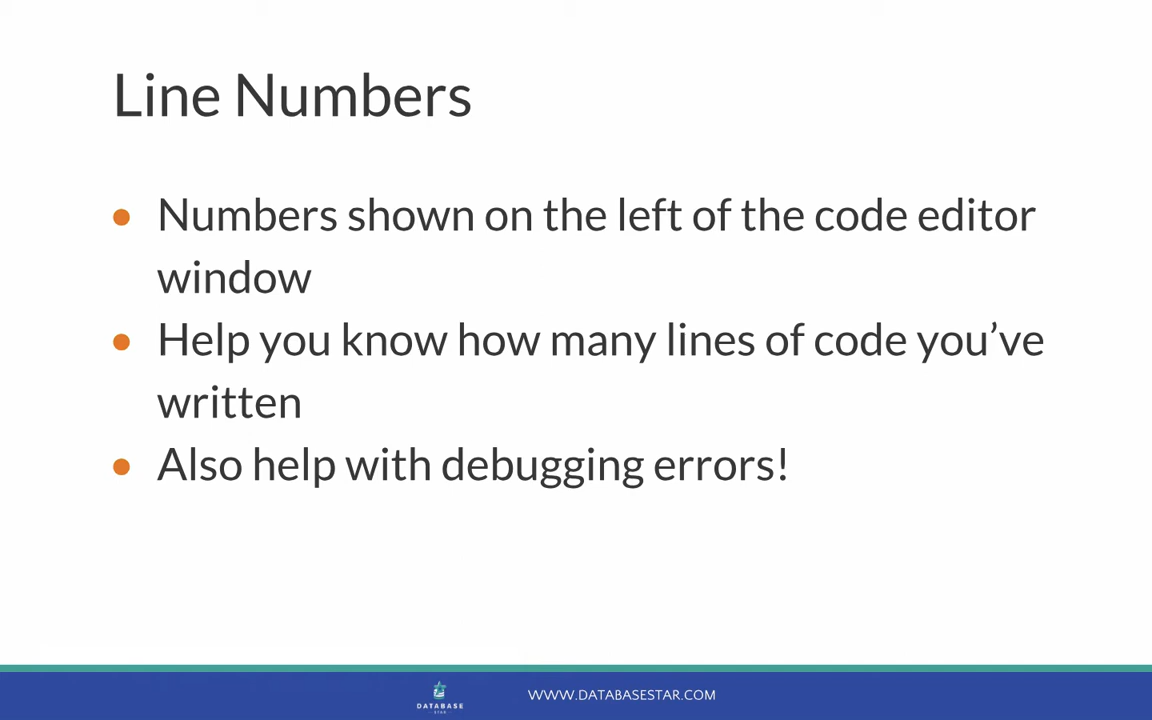 Line Numbers
Numbers shown on the left of the code editor
window
Help you know how many lines of code you’ve
written
Also help with debugging errors!
DATABASE
STAR
WWW.DATABASESTAR.COM